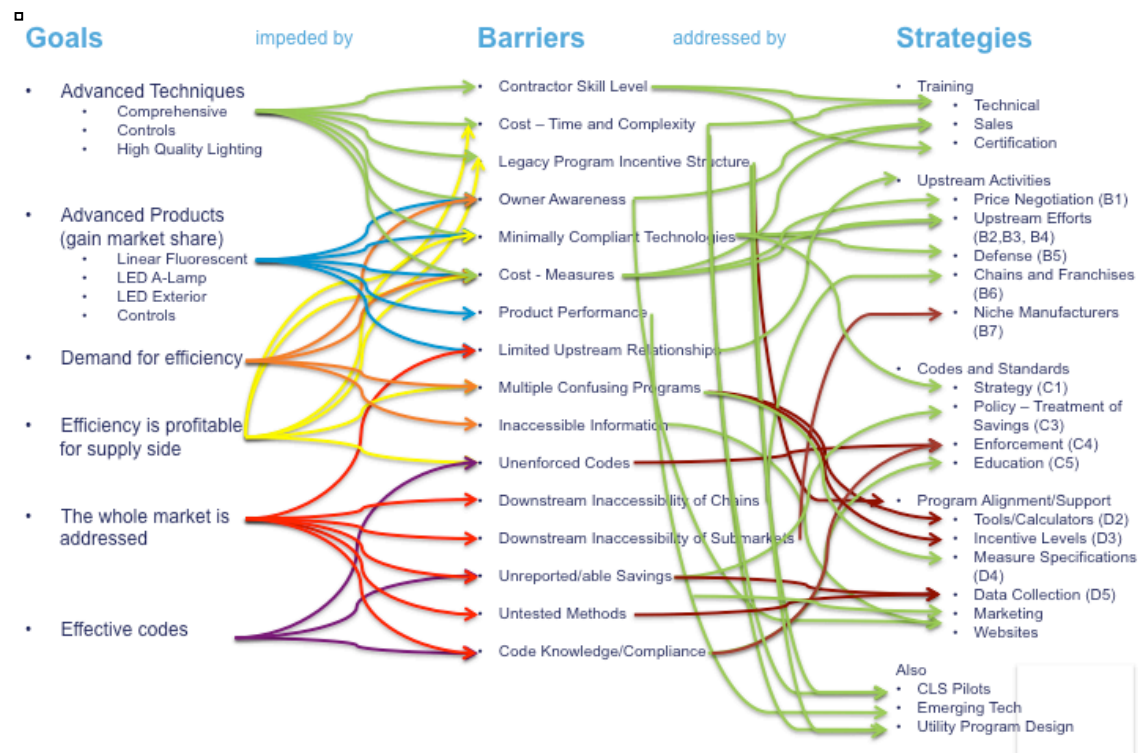 Goals
impeded by
Barriers
addressed by
Strategies
• Advanced Techniques
• Comprehensive
• Controls
• High Quality Lighting
• Advanced Products
(gain market share)
• Linear Fluorescent
• LED A-Lamp
• LED Exterior
• Controls
• Demand for efficiency
• Efficiency is profitable
for supply side
• The whole market is
addressed
• Effective codes
• Contractor Skill Level
• Cost – Time and Complexity
• Legacy Program Incentive Structure
• Owner Awareness
• Minimally Compliant Technologies
• Cost - Measures
• Product Performance
• Limited Upstream Relationships
• Multiple Confusing Programs
• Inaccessible Information
• Unenforced Codes
• Downstream Inaccessibility of Chains
• Downstream Inaccessibility of Submarkets
• Unreported/able Savings
• Untested Methods
• Code Knowledge/Compliance
• Training
• Technical
• Sales
• Certification
• Upstream Activities
• Price Negotiation (B1)
• Upstream Efforts
(B2,B3, B4)
• Defense (B5)
• Chains and Franchises
(B6)
• Niche Manufacturers
(B7)
• Codes and Standards
• Strategy (C1)
• Policy – Treatment of
Savings (C3)
• Enforcement (C4)
• Education (C5)
• Program Alignment/Support
• Tools/Calculators (D2)
• Incentive Levels (D3)
• Measure Specifications
(D4)
• Data Collection (D5)
• Marketing
• Websites
Also
• CLS Pilots
• Emerging Tech
• Utility Program Design